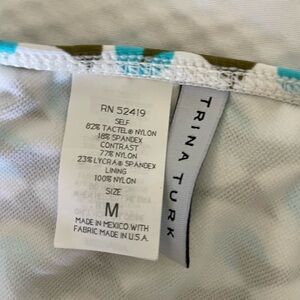 RN 52419
SELF
82% TACTEL® NYLON
18% SPANDEX
CONTRAST
77% NYLON
23% LYCRA® SPANDEX
LINING
100% NYLON
SIZE
M
MADE IN MEXICO WITH
FABRIC MADE IN U.S.A.
TRINA TURK